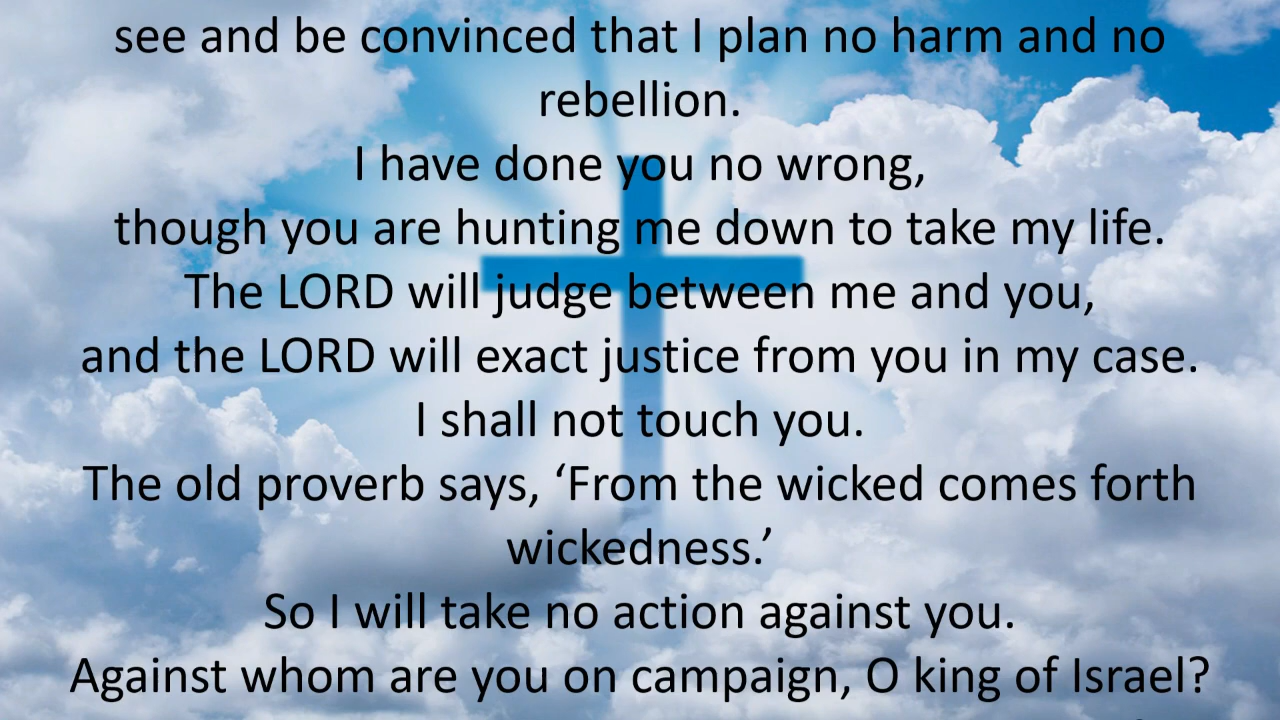 see and be convinced that I plan no harm and no
rebellion.
I have done you no wrong,
though you are hunting me down to take my life.
The LORD will judge between me and you,
and the LORD will exact justice from you in my case.
I shall not touch you.
The old proverb says, ‘From the wicked comes forth
wickedness.’
So I will take no action against you.
Against whom are you on campaign, O king of Israel?